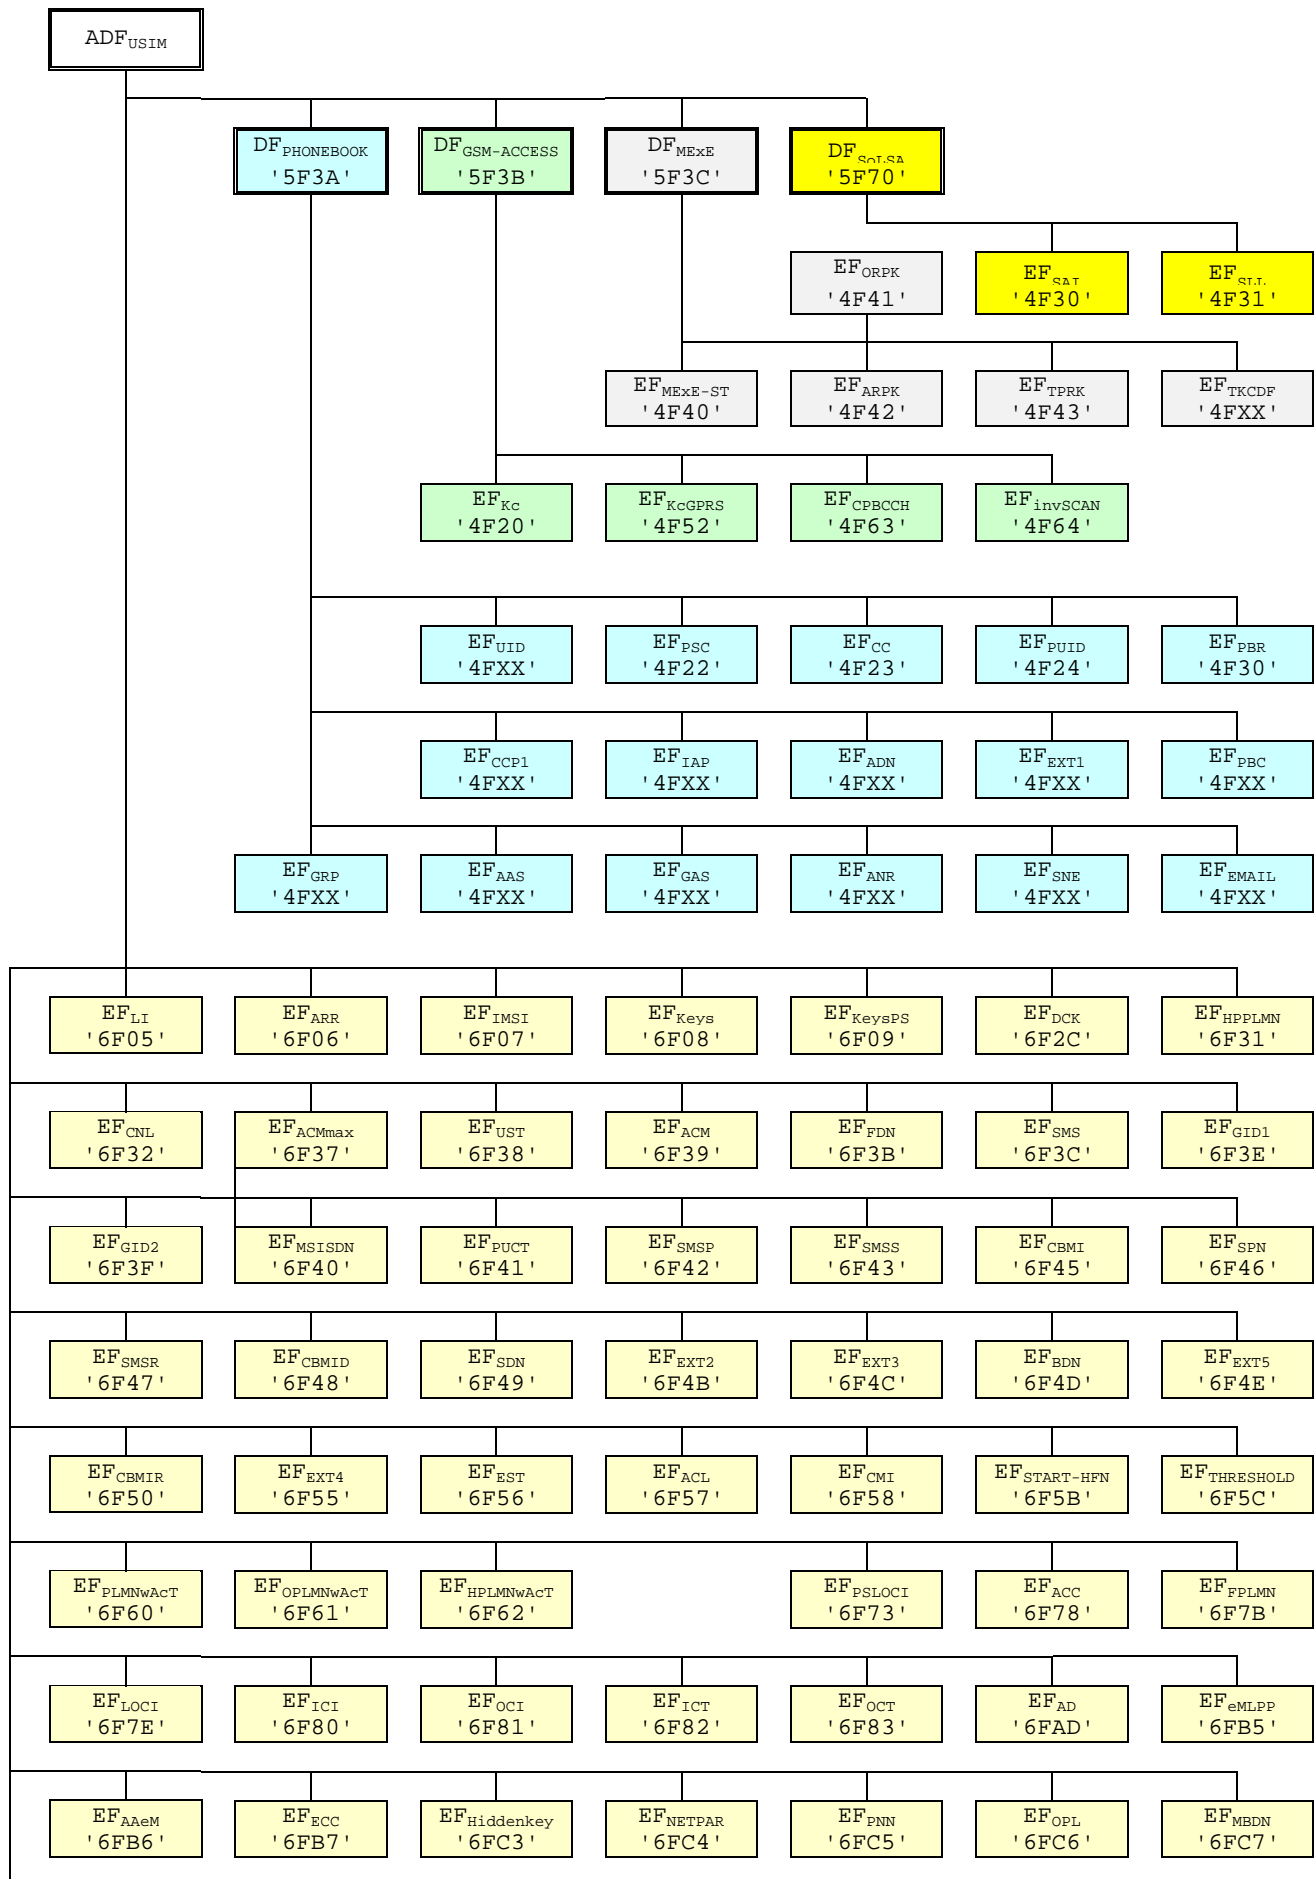 ADFUSIM
DFPHONEBOOK DFGSM-ACCESS DFMExE DFSoLSA
'5F3A' '5F3B' '5F3C' '5F70'
EFORPK EFSAI EFSLL
'4F41' '4F30' '4F31'
EFMExE-ST EFARPK EFTPRK EFTKCDF
'4F40' '4F42' '4F43' '4FXX'
EFKc EFKcGPRS EFCPBCCH EFinvSCAN
'4F20' '4F52' '4F63' '4F64'
EFUID EFPSC EFCC EFPUID EFPBR
'4FXX' '4F22' '4F23' '4F24' '4F30'
EFCCP1 EFIAP EFADN EFEXT1 EFPBC
'4FXX' '4FXX' '4FXX' '4FXX' '4FXX'
EFGRP EFAAS EFGAS EFANR EFSNE EFEMAIL
'4FXX' '4FXX' '4FXX' '4FXX' '4FXX' '4FXX'
EFLI EFARR EFIMSI EFKeys EFKeysPS EFDCK EFHPPLMN
'6F05' '6F06' '6F07' '6F08' '6F09' '6F2C' '6F31'
EFCNL EFACMmax EFUST EFACM EFFDN EFSMS EFGID1
'6F32' '6F37' '6F38' '6F39' '6F3B' '6F3C' '6F3E'
EFGID2 EFMSISDN EFPUCT EFSMSP EFSMSS EFCBMI EFSPN
'6F3F' '6F40' '6F41' '6F42' '6F43' '6F45' '6F46'
EFSMSR EFCBMID EFSDN EFEXT2 EFEXT3 EFBDN EFEXT5
'6F47' '6F48' '6F49' '6F4B' '6F4C' '6F4D' '6F4E'
EFCBMIR EFEXT4 EFEST EFACL EFCMI EFSTART-HFN EFTHRESHOLD
'6F50' '6F55' '6F56' '6F57' '6F58' '6F5B' '6F5C'
EFPLMNwAcT EFOPLMNwAcT EFHPLMNwAcT EFPSLOCI EFACC EFFPLMN
'6F60' '6F61' '6F62' '6F73' '6F78' '6F7B'
EFLOCI EFICI EFOCI EFICT EFOCT EFAD EFeMLPP
'6F7E' '6F80' '6F81' '6F82' '6F83' '6FAD' '6FB5'
EFAAeM EFECC EFHiddenkey EFNETPAR EFPNN EFOPL EFMBDN
'6FB6' '6FB7' '6FC3' '6FC4' '6FC5' '6FC6' '6FC7'